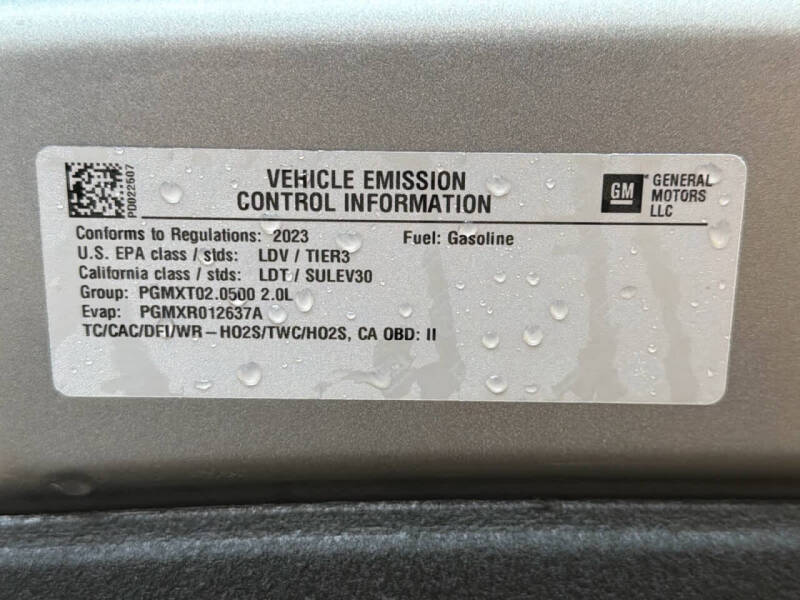 PD022607
VEHICLE EMISSION
CONTROL INFORMATION
GM
GENERAL
MOTORS
LLC
Conforms to Regulations: 2023 Fuel: Gasoline
U.S. EPA class / stds: LDV / TIER3
California class / stds: LDT / SULEV30
Group: PGMXT02.0500 2.0L
Evap: PGMXR012637A
TC/CAC/DFI/WR-HO2S/TWC/HO2S, CA OBD: II